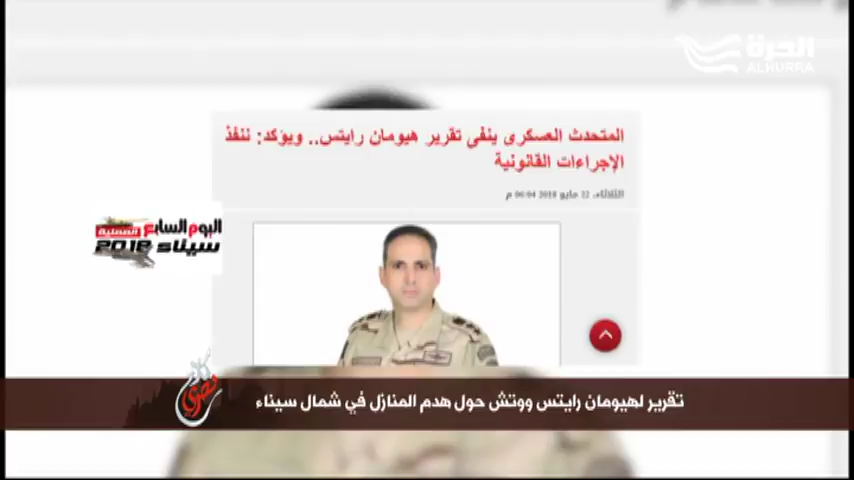 الحرة
ALHURRA
المتحدث العسكرى ينفى تقرير هيومان رايتس.. ويؤكد: ننفذ
الإجراءات القانونية
الثلاثاء، 22 مايو 2018 06:04 م
اليوم السابع
سيناء 2018
تقرير لهيومان رايتس ووتش حول هدم المنازل في شمال سيناء